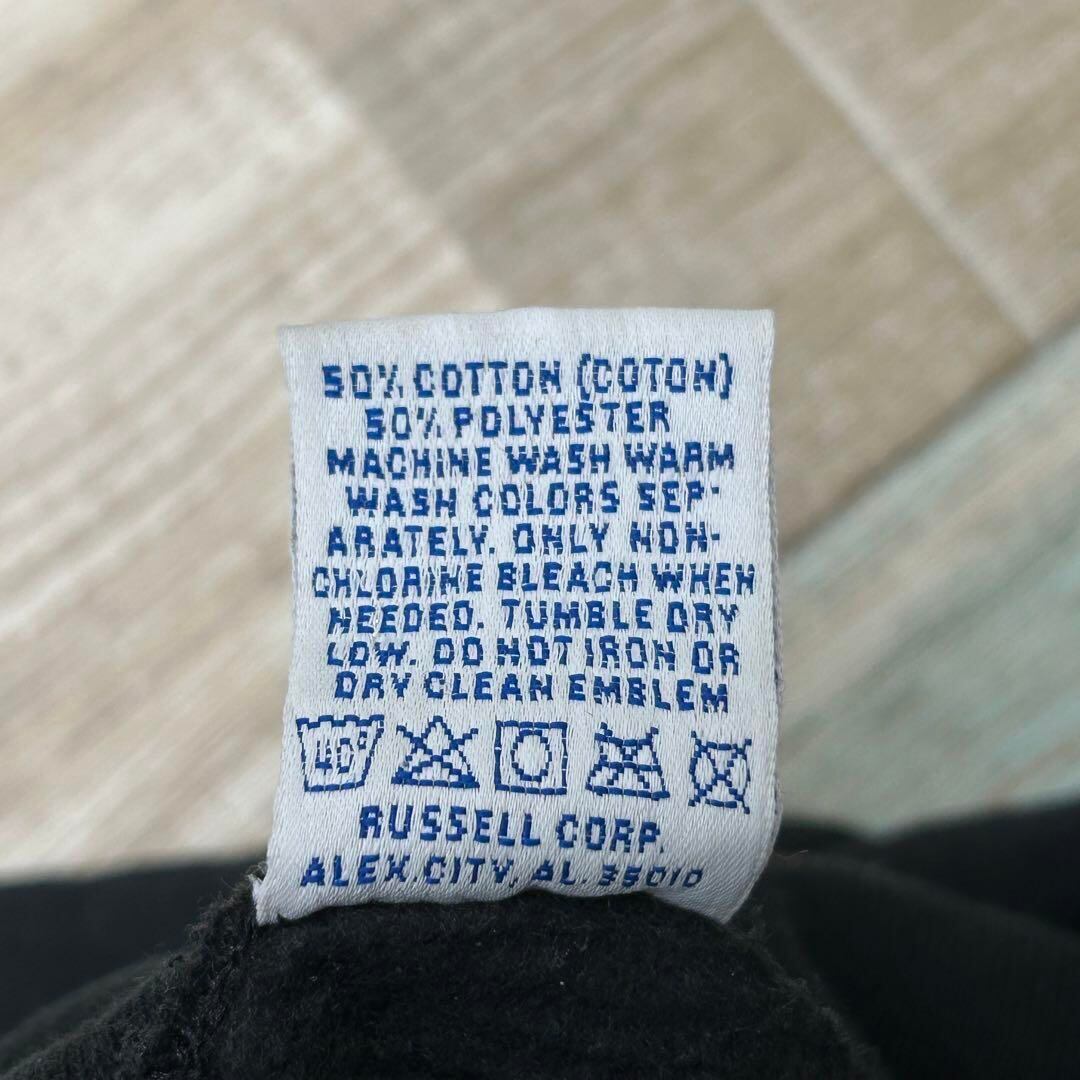 50% COTTON (COTON)
50% POLYESTER
MACHINE WASH WARM
WASH COLORS SEP-
ARATELY. ONLY NON-
CHLORINE BLEACH WHEN
NEEDED. TUMBLE DRY
LOW. DO NOT IRON OR
DRY CLEAN EMBLEM
40°
RUSSELL CORP.
ALEX.CITY, AL. 35010